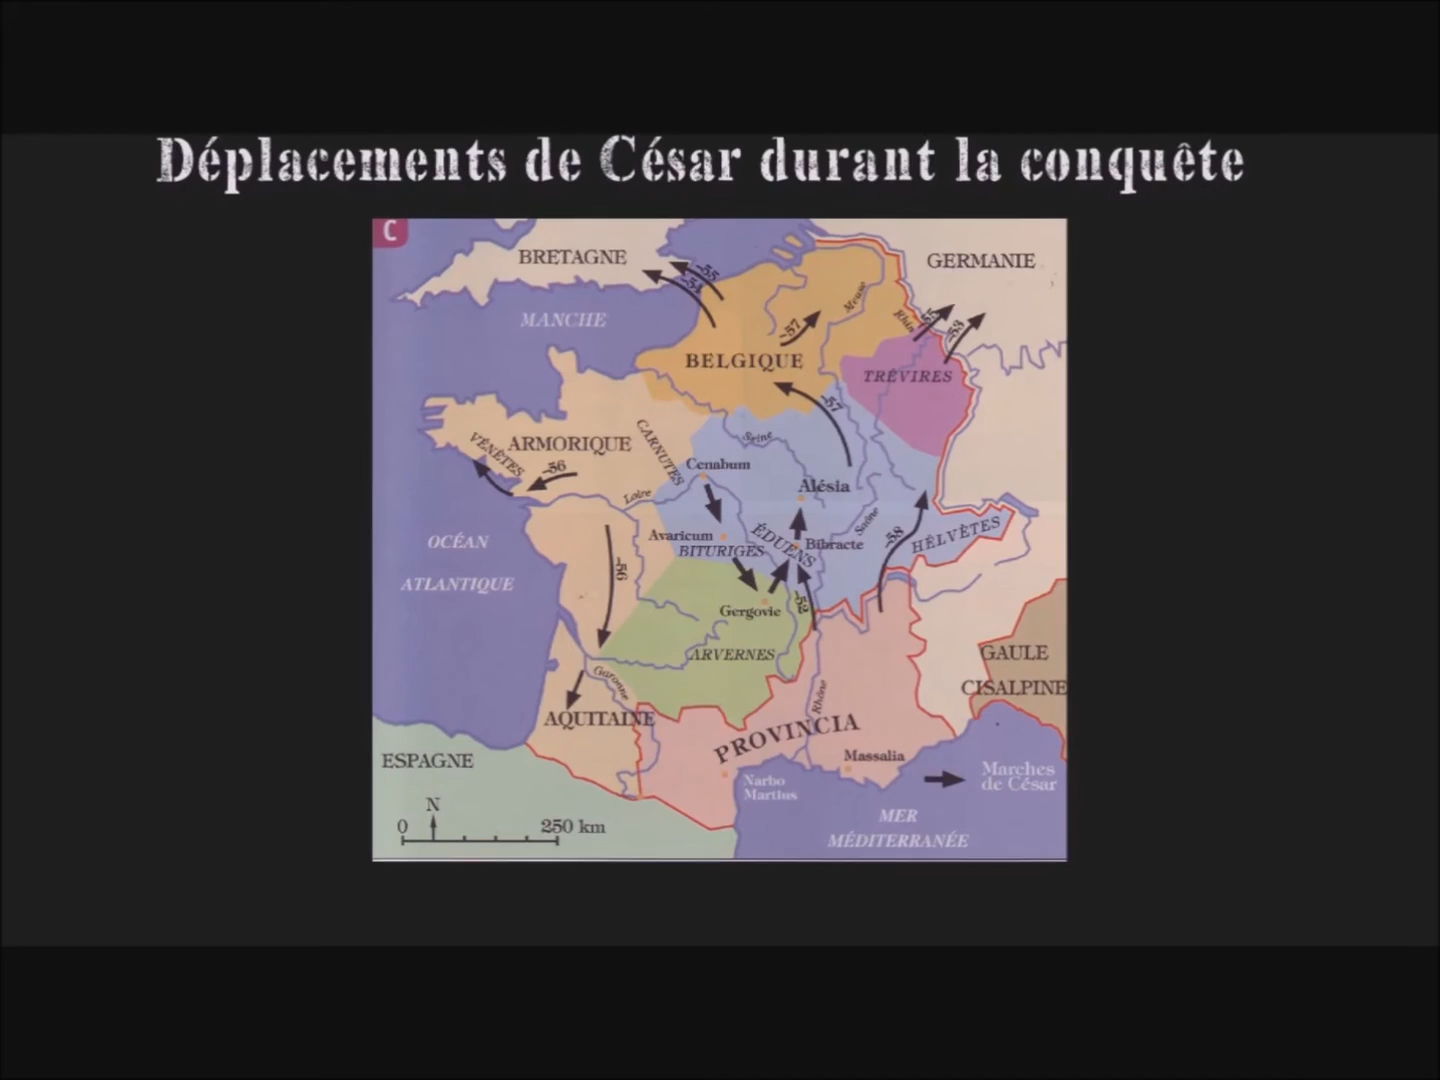 Déplacements de César durant la conquête
C
BRETAGNE
GERMANIE
-55
-54
MANCHE
Meuse
Rhin
-55
-53
-57
BELGIQUE
TRÉVIRES
-57
ARMORIQUE
VÉNÈTES
CARNUTES
-56
Seine
Cenabum
Loire
Alésia
Saône
Avaricum
BITURIGES
ÉDUENS
Bibracte
-58
HELVÈTES
OCÉAN
ATLANTIQUE
-56
Gergovie
-52
ARVERNES
GAULE
CISALPINE
Garonne
Rhône
AQUITAINE
PROVINCIA
ESPAGNE
Massalia
Narbo
Martius
Marches
de César
N
0
250 km
MER
MÉDITERRANÉE